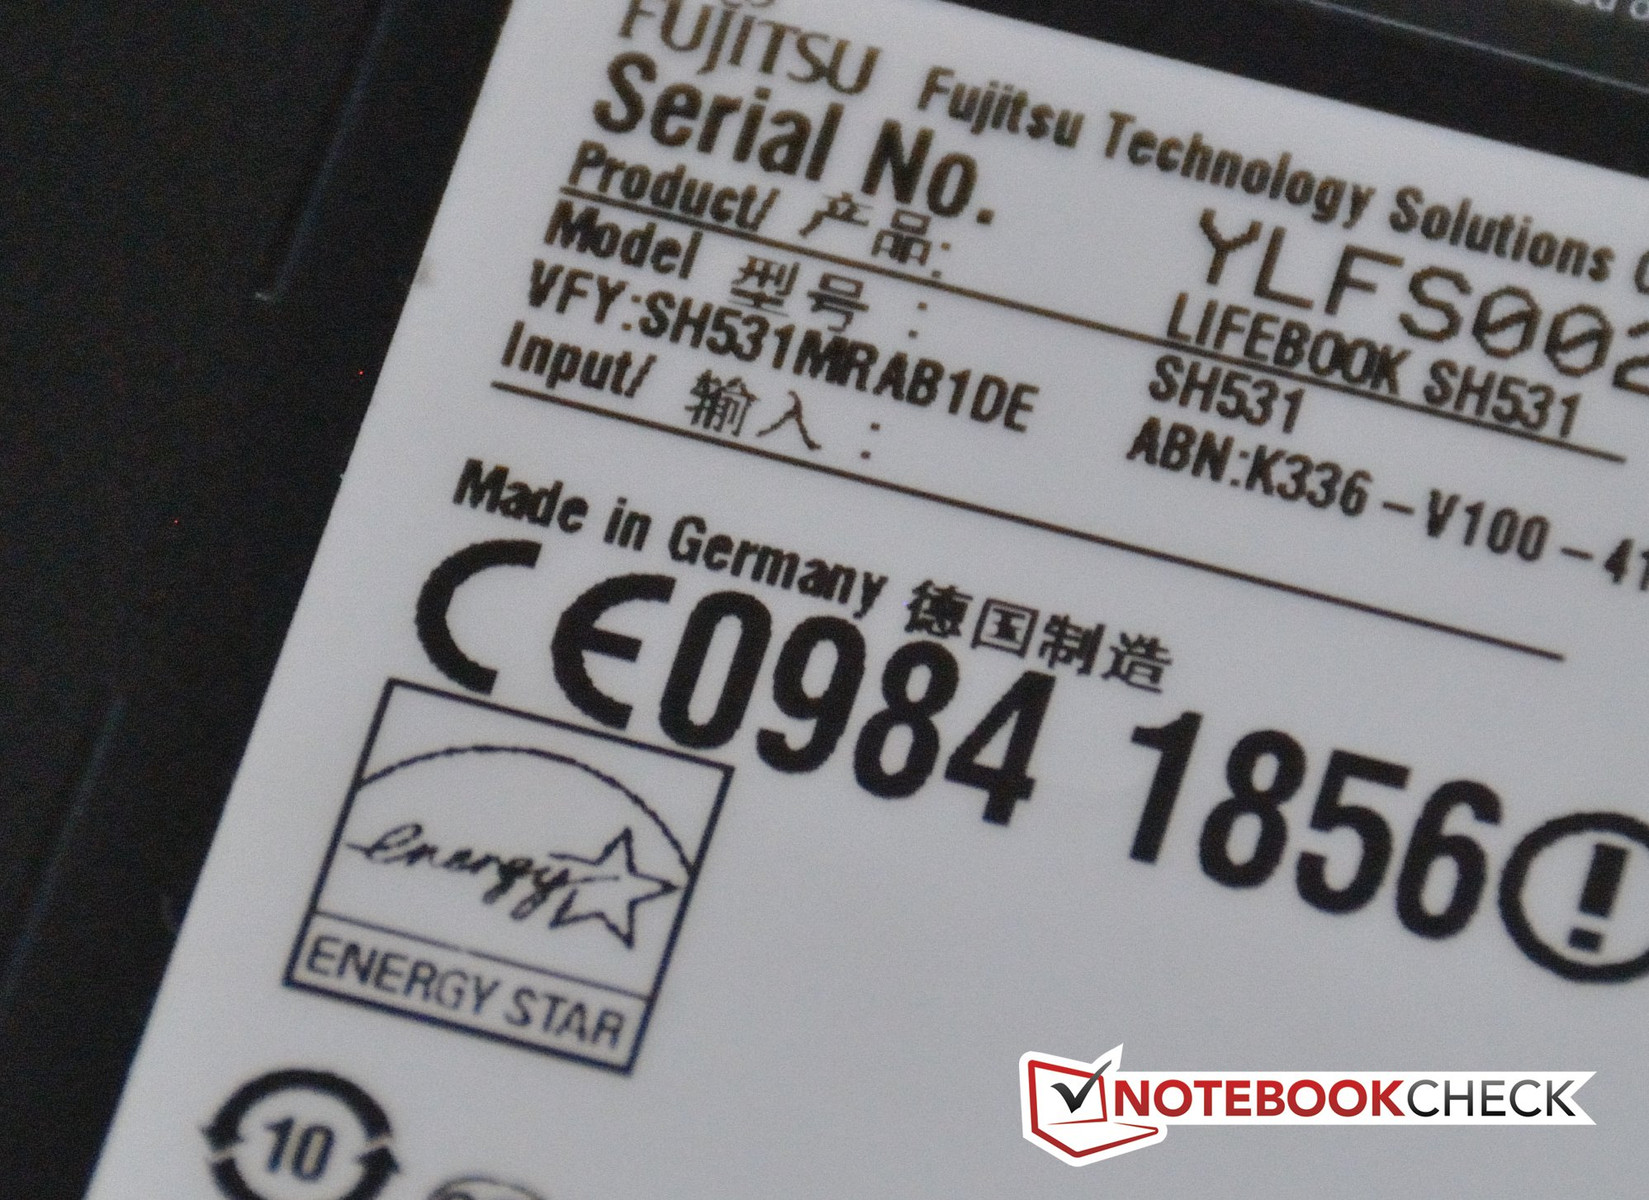 FUJITSU Fujitsu Technology Solutions
Serial No. YLFS002
Product/ 产品: LIFEBOOK SH531
Model 型号 : SH531
VFY:SH531MRAB1DE ABN:K336-V100-41
Input/ 输入 :
Made in Germany 德国制造
CE0984 1856
energy
ENERGY STAR
10
NOTEBOOKCHECK